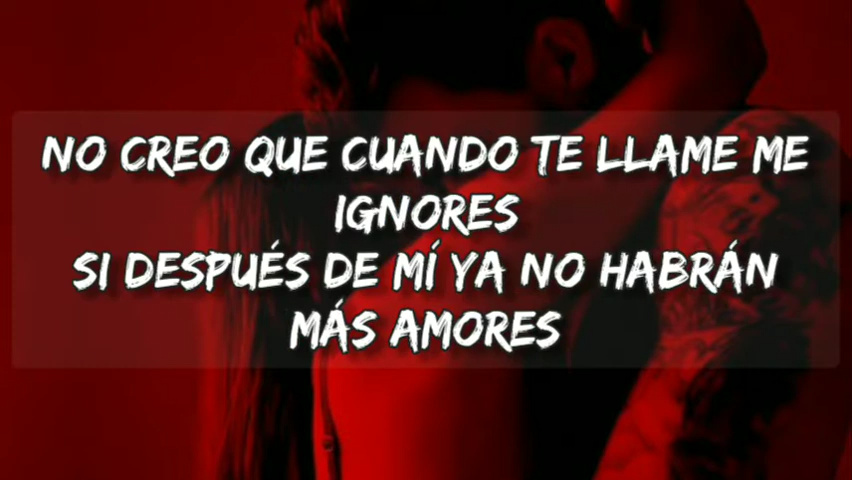 NO CREO QUE CUANDO TE LLAME ME
IGNORES
SI DESPUÉS DE MÍ YA NO HABRÁN
MÁS AMORES